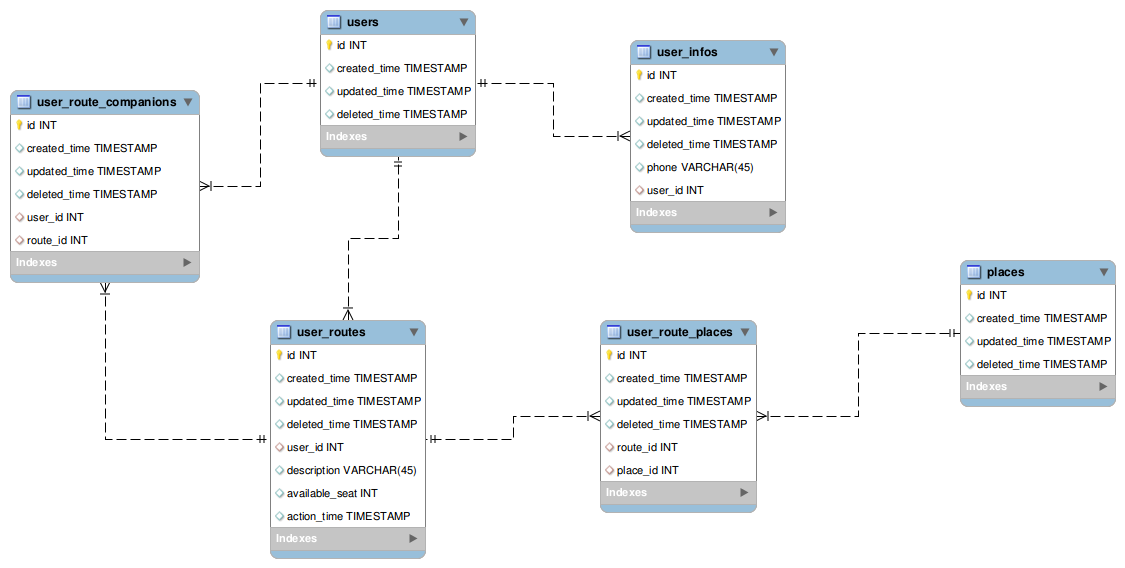 users
id INT
created_time TIMESTAMP
updated_time TIMESTAMP
deleted_time TIMESTAMP
Indexes
user_infos
id INT
created_time TIMESTAMP
updated_time TIMESTAMP
deleted_time TIMESTAMP
phone VARCHAR(45)
user_id INT
Indexes
user_route_companions
id INT
created_time TIMESTAMP
updated_time TIMESTAMP
deleted_time TIMESTAMP
user_id INT
route_id INT
Indexes
places
id INT
created_time TIMESTAMP
updated_time TIMESTAMP
deleted_time TIMESTAMP
Indexes
user_routes
id INT
created_time TIMESTAMP
updated_time TIMESTAMP
deleted_time TIMESTAMP
user_id INT
description VARCHAR(45)
available_seat INT
action_time TIMESTAMP
Indexes
user_route_places
id INT
created_time TIMESTAMP
updated_time TIMESTAMP
deleted_time TIMESTAMP
route_id INT
place_id INT
Indexes